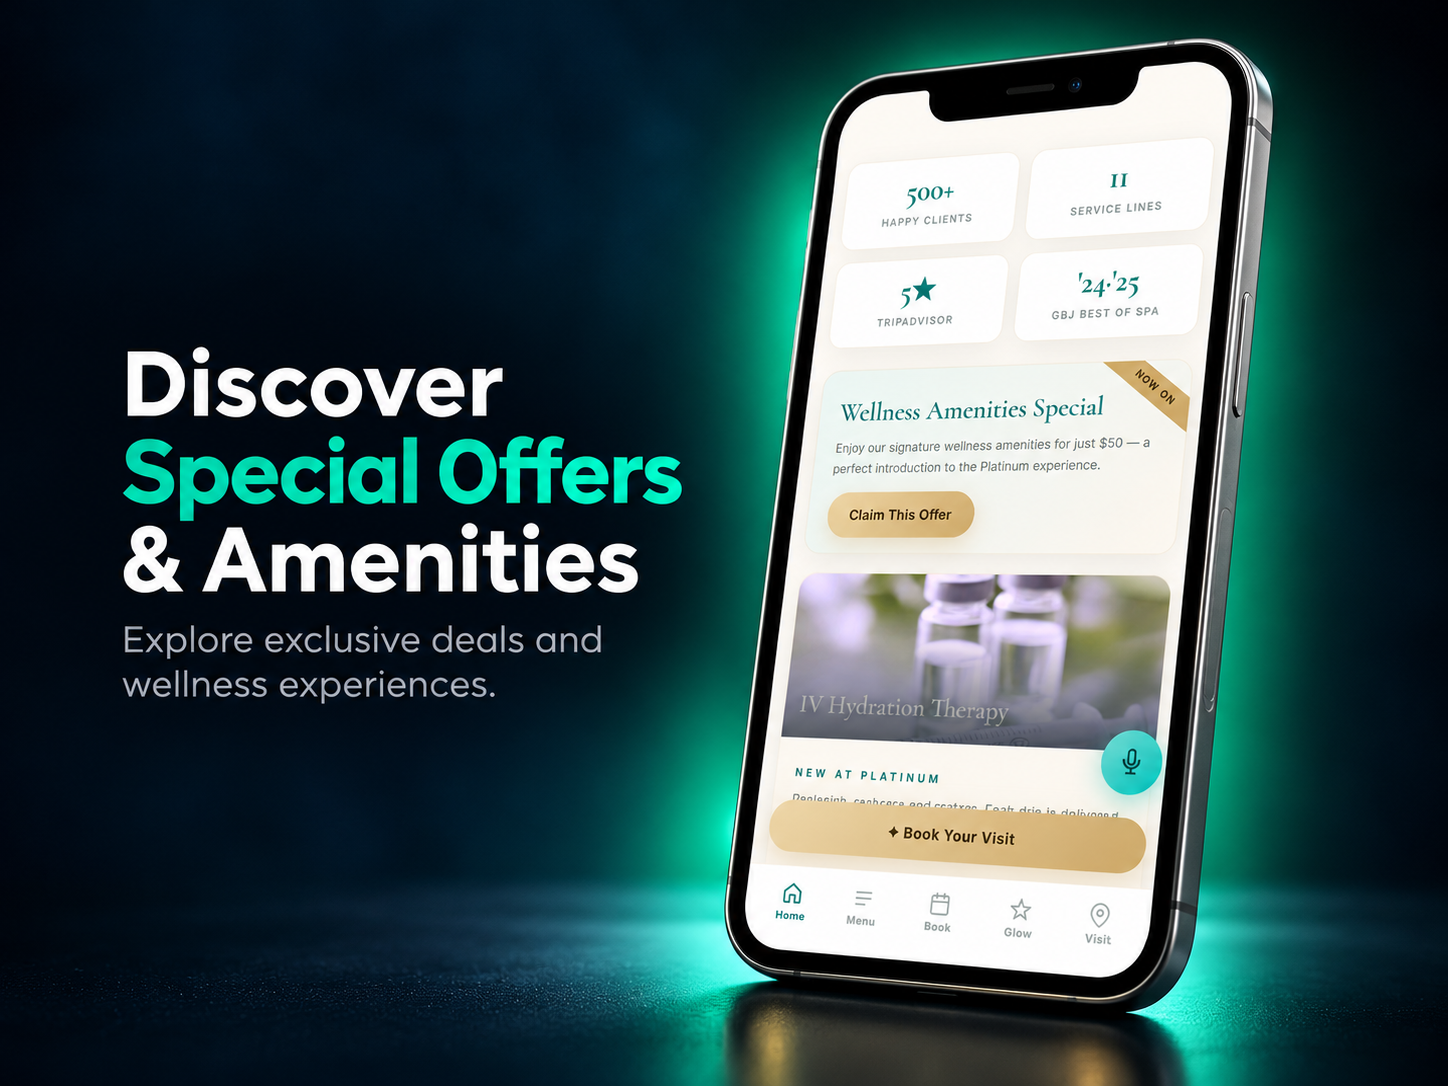 Discover
Special Offers
& Amenities
Explore exclusive deals and
wellness experiences.
500+
HAPPY CLIENTS
11
SERVICE LINES
5★
TRIPADVISOR
'24·'25
GBJ BEST OF SPA
NOW ON
Wellness Amenities Special
Enjoy our signature wellness amenities for just $50 — a
perfect introduction to the Platinum experience.
Claim This Offer
IV Hydration Therapy
NEW AT PLATINUM
✦ Book Your Visit
Home
Menu
Book
Glow
Visit